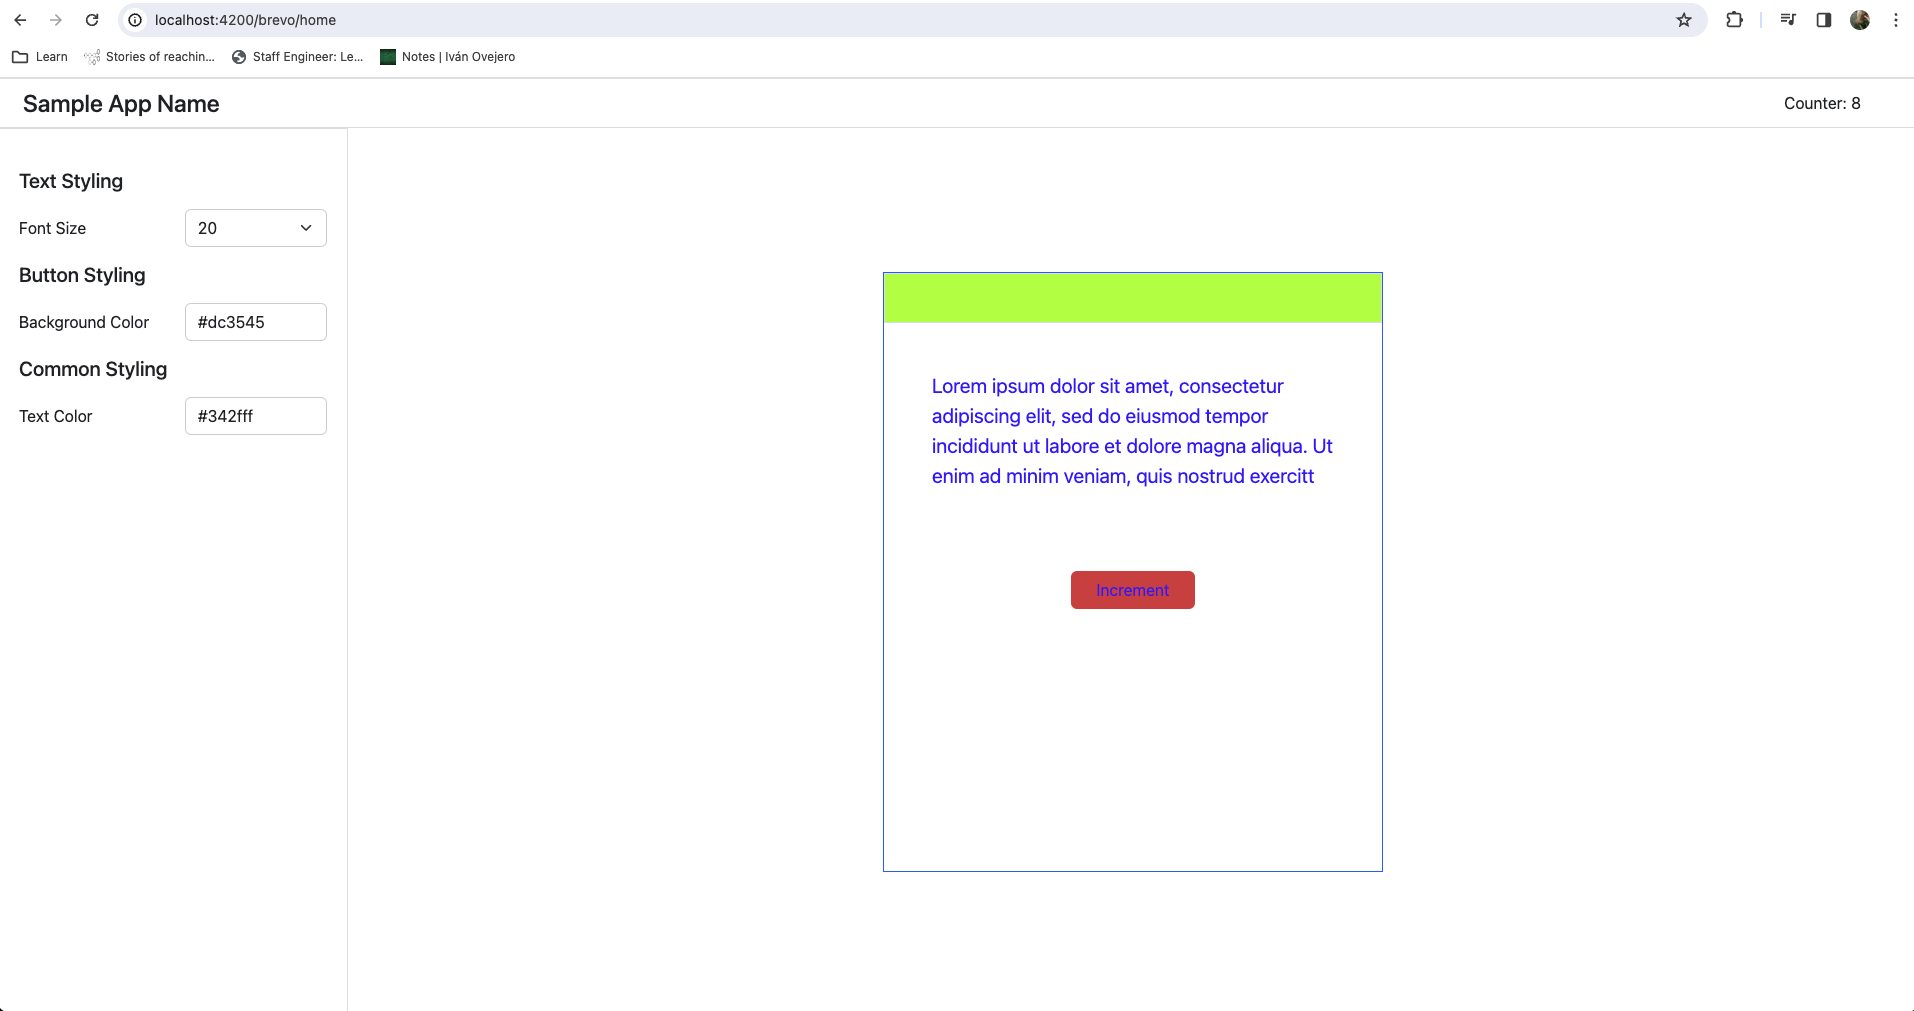 localhost:4200/brevo/home
Learn
Stories of reachin...
Staff Engineer: Le...
Notes | Iván Ovejero
Sample App Name
Counter: 8
Text Styling
Font Size
20
Button Styling
Background Color
#dc3545
Common Styling
Text Color
#342fff
Lorem ipsum dolor sit amet, consectetur
adipiscing elit, sed do eiusmod tempor
incididunt ut labore et dolore magna aliqua. Ut
enim ad minim veniam, quis nostrud exercitt
Increment